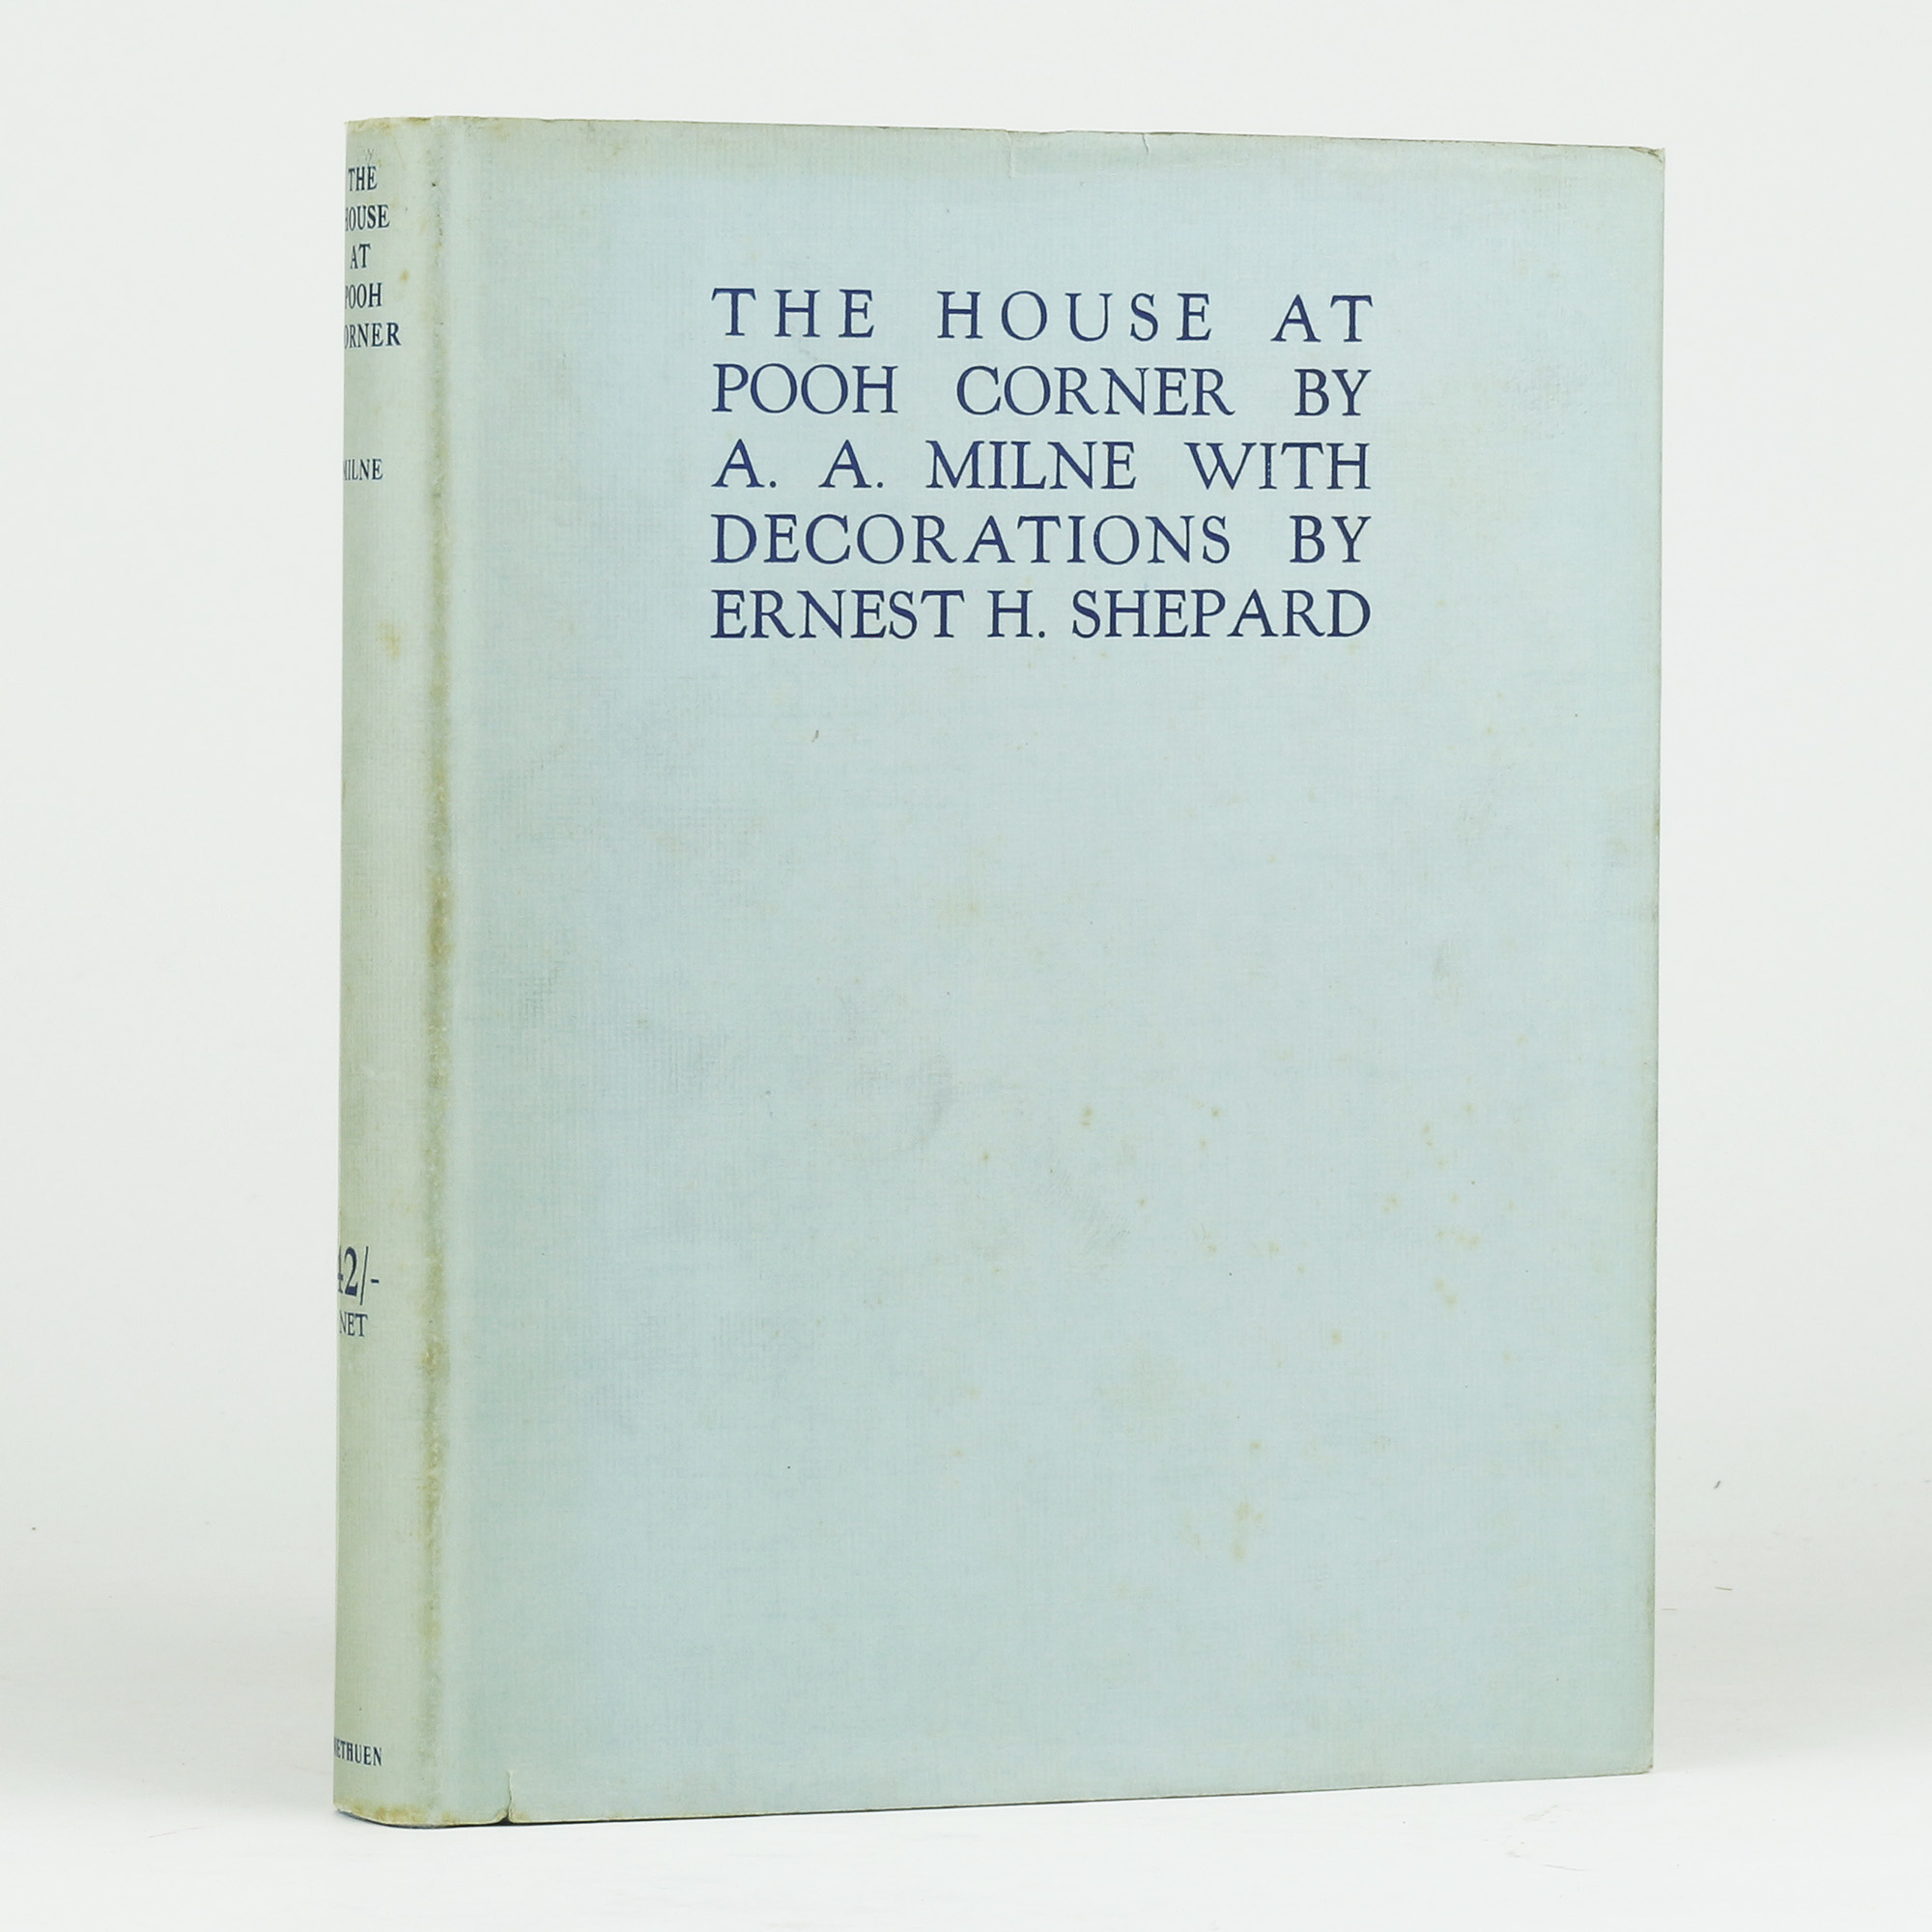 THE
HOUSE
AT
POOH
CORNER
MILNE
42/-
NET
METHUEN
THE HOUSE AT
POOH CORNER BY
A. A. MILNE WITH
DECORATIONS BY
ERNEST H. SHEPARD